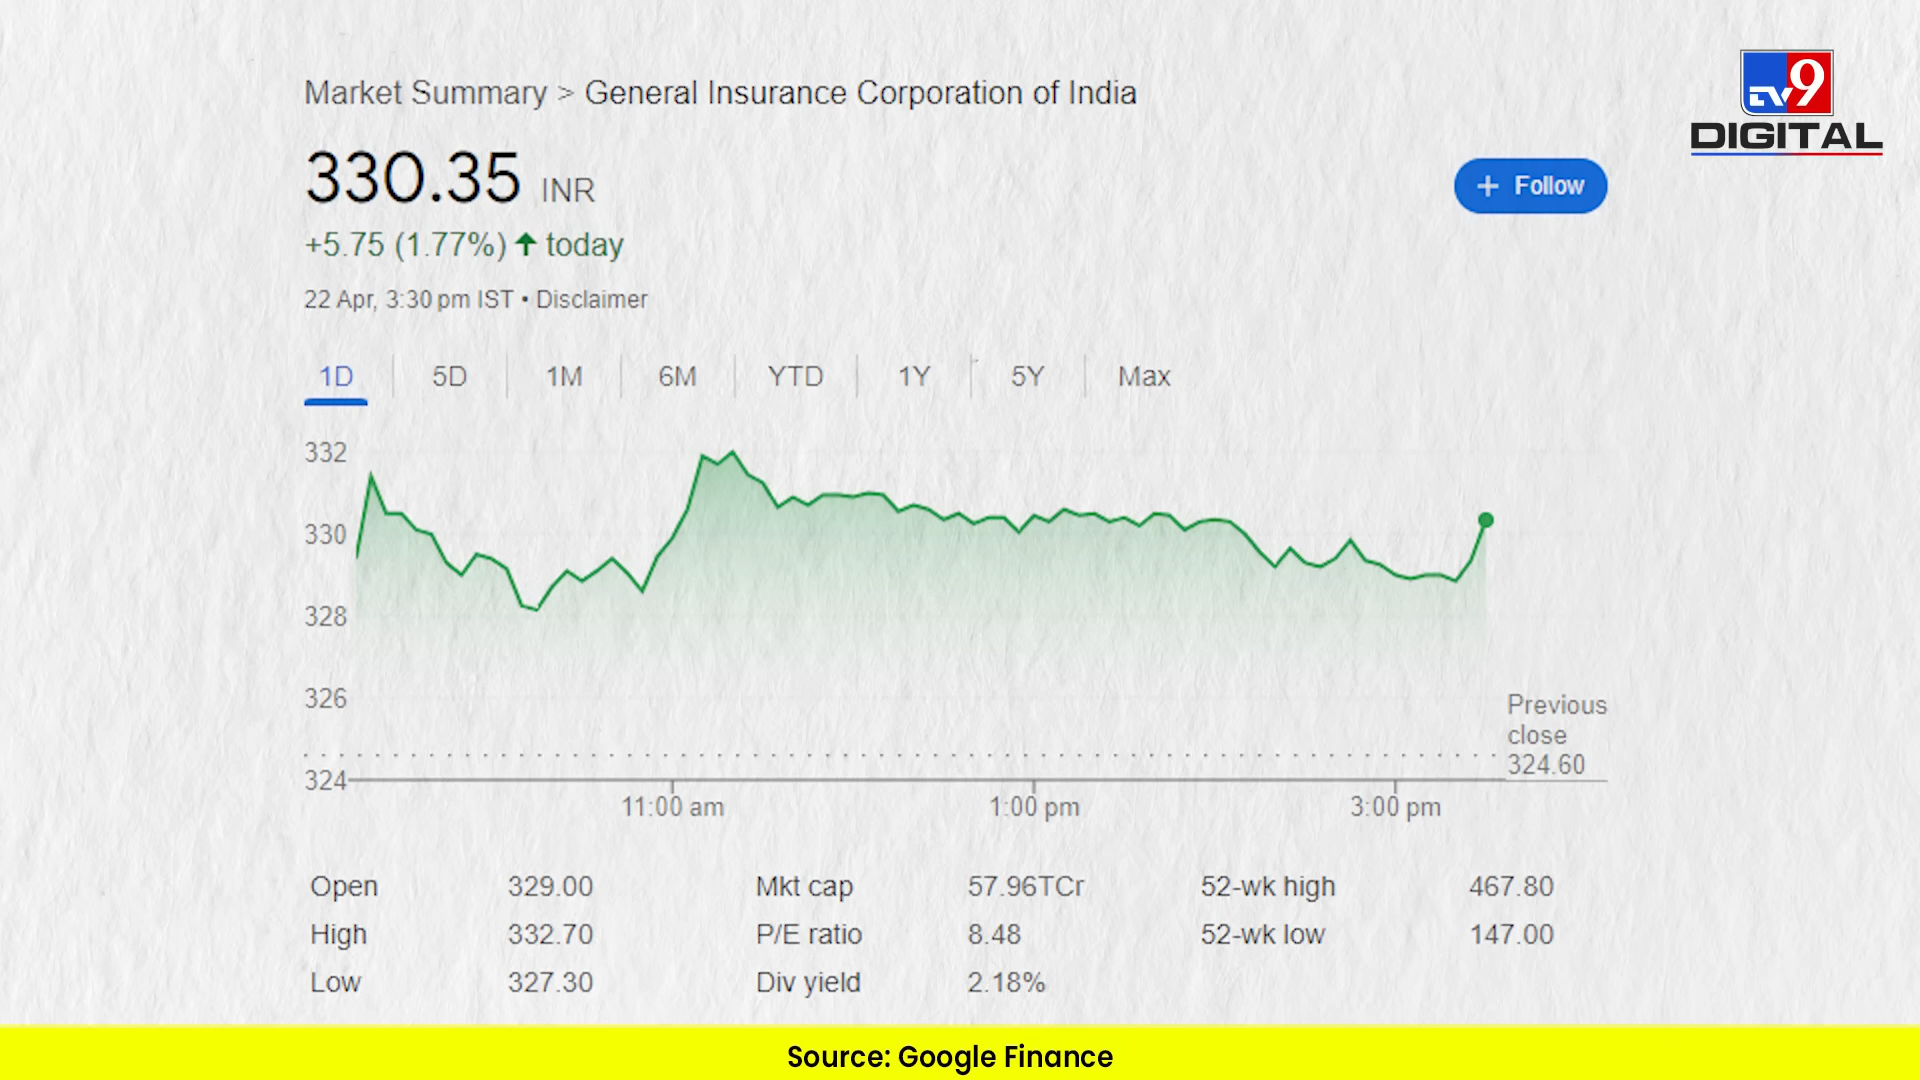 TV9
DIGITAL
Market Summary > General Insurance Corporation of India
330.35 INR
+ Follow
+5.75 (1.77%) ↑ today
22 Apr, 3:30 pm IST • Disclaimer
1D 5D 1M 6M YTD 1Y 5Y Max
332
330
328
326
324
Previous
close
324.60
11:00 am 1:00 pm 3:00 pm
Open 329.00 Mkt cap 57.96TCr 52-wk high 467.80
High 332.70 P/E ratio 8.48 52-wk low 147.00
Low 327.30 Div yield 2.18%
Source: Google Finance